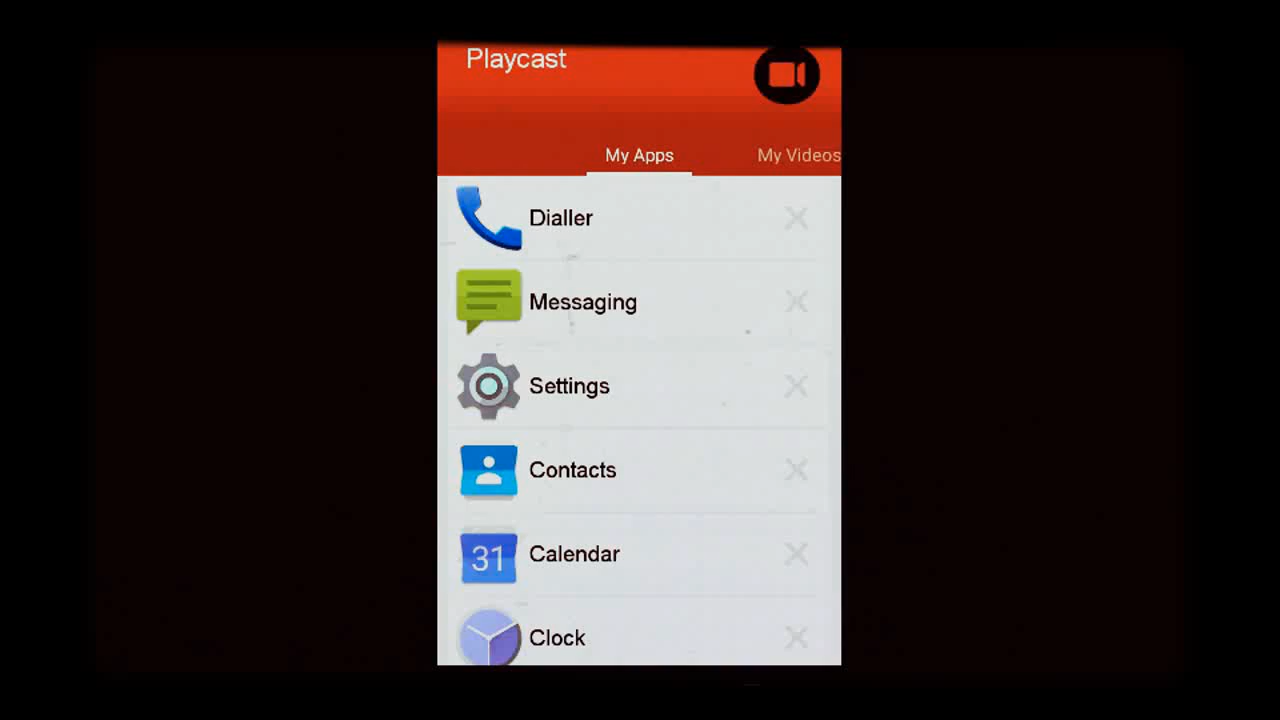 Playcast
My Apps
My Videos
Dialler
Messaging
Settings
Contacts
31
Calendar
Clock